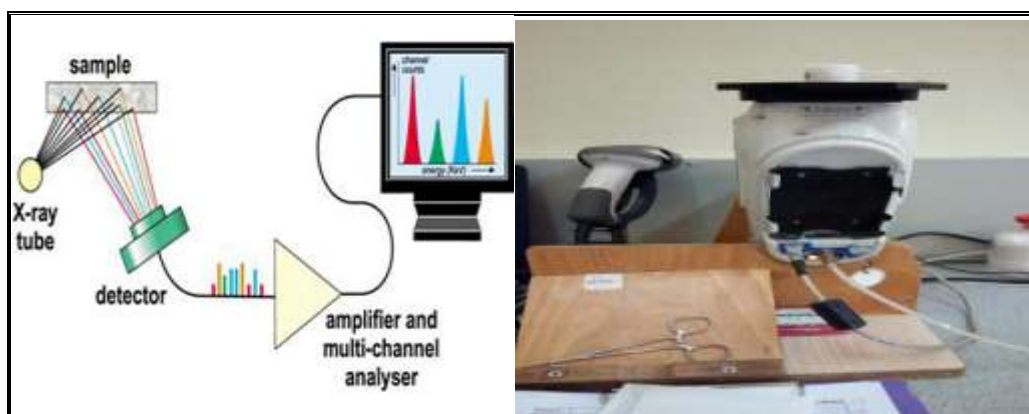 sample
X-ray
tube
detector
amplifier and
multi-channel
analyser
channel
counts
energy (KeV)